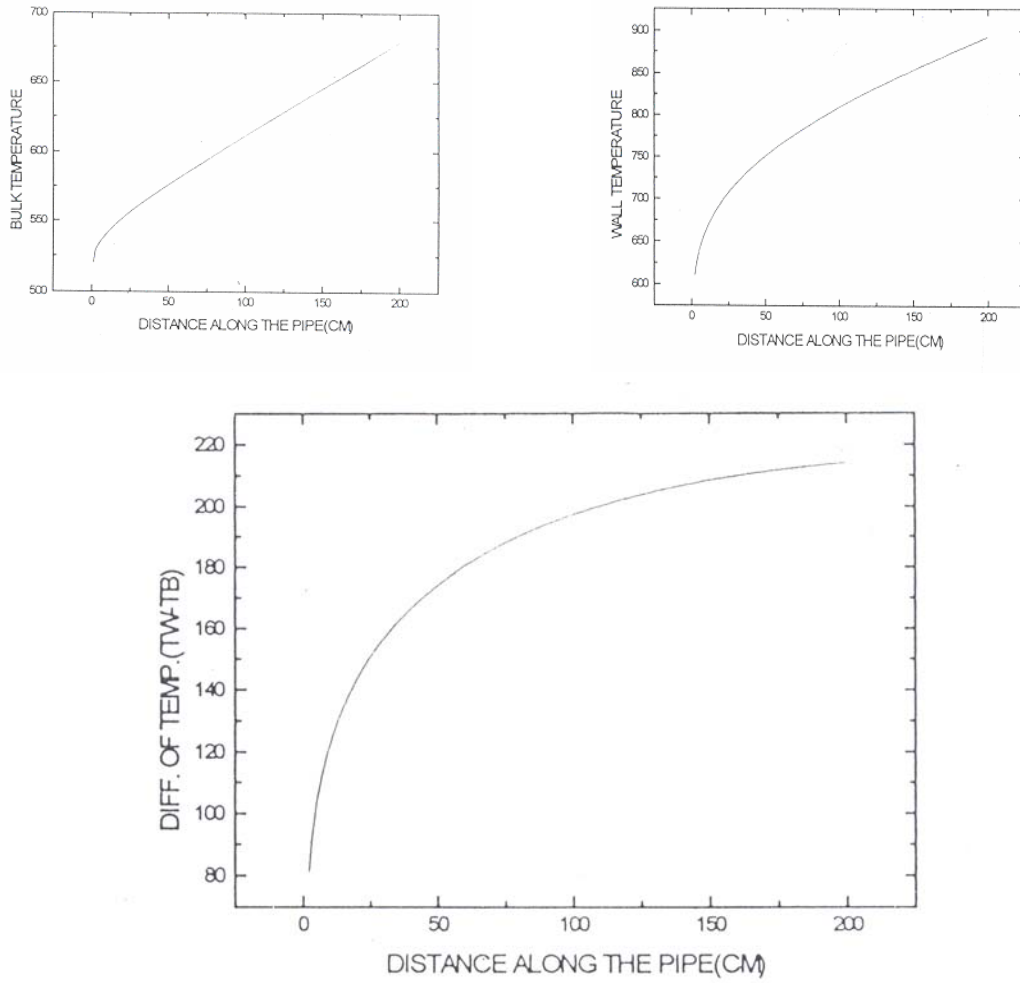 700
650
600
550
500
BULK TEMPERATURE
0 50 100 150 200
DISTANCE ALONG THE PIPE(CM)
900
850
800
750
700
650
600
WALL TEMPERATURE
0 50 100 150 200
DISTANCE ALONG THE PIPE(CM)
220
200
180
160
140
120
100
80
DIFF. OF TEMP.(TW-TB)
0 50 100 150 200
DISTANCE ALONG THE PIPE(CM)